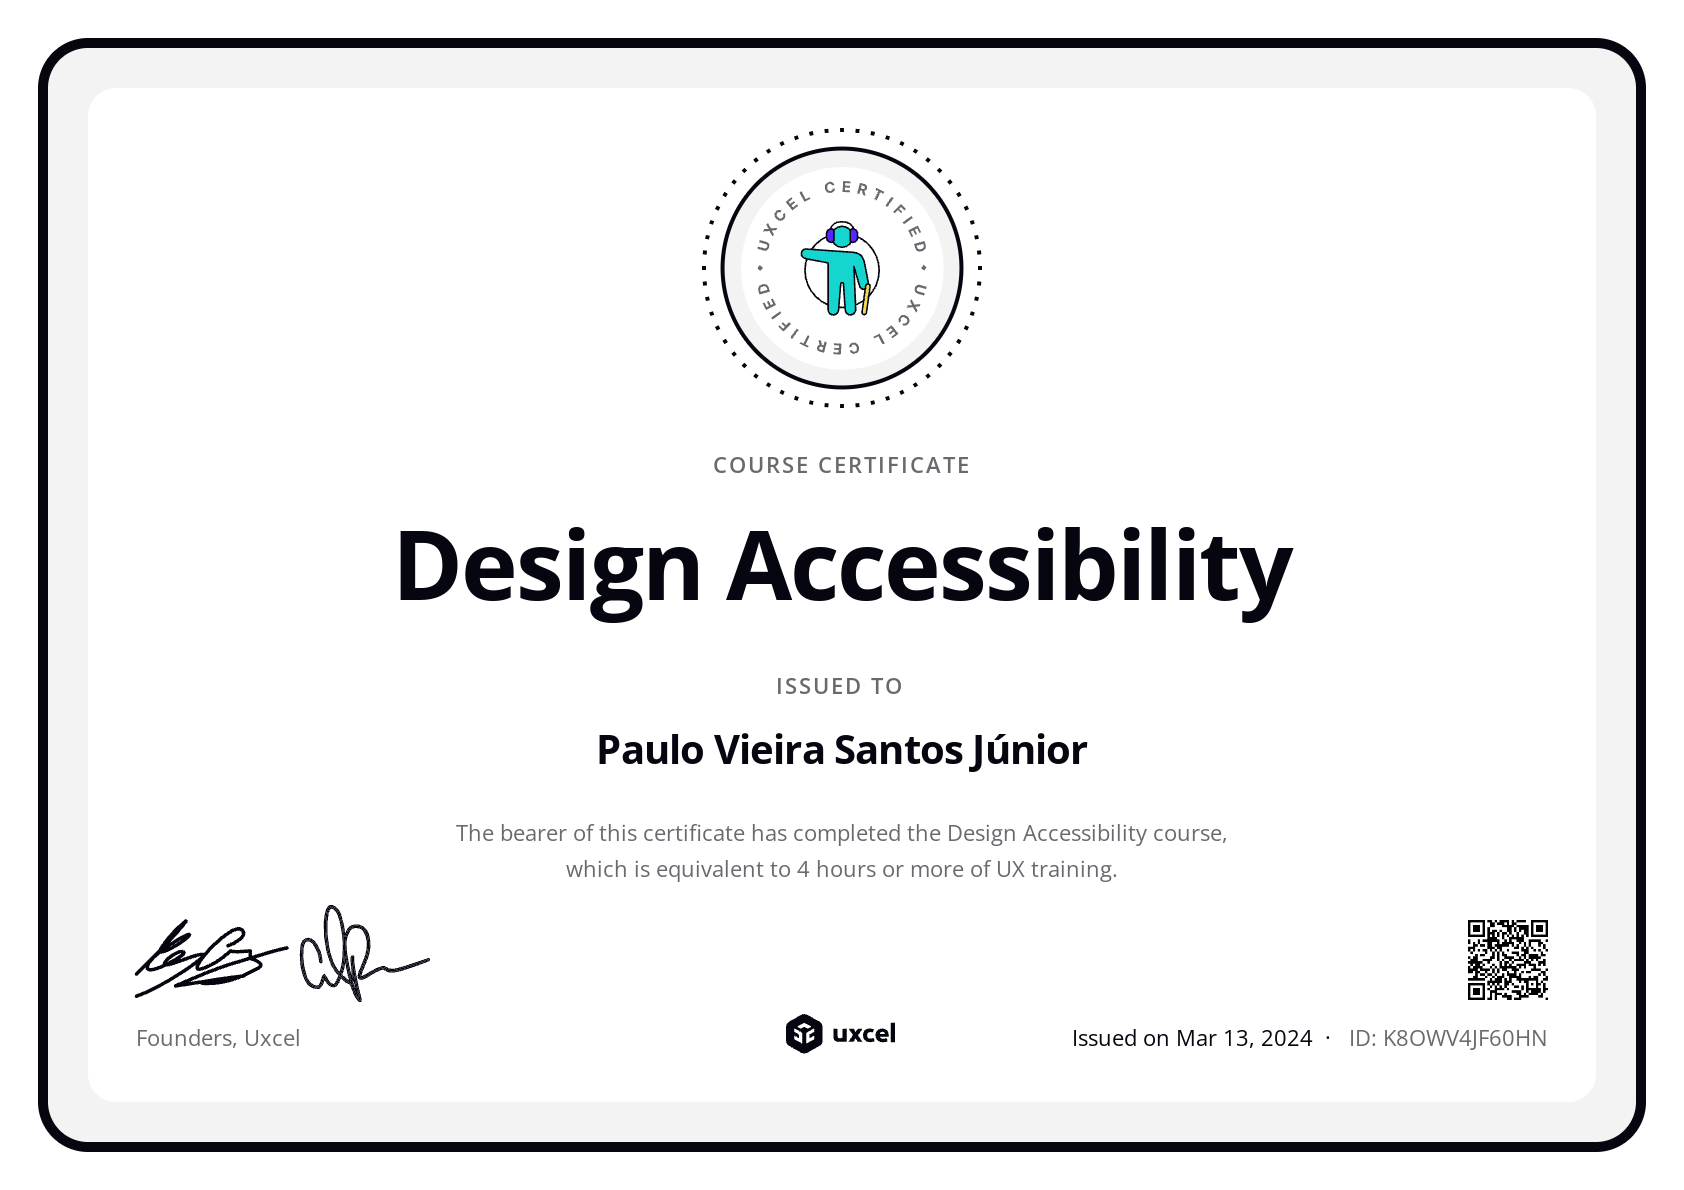 UXCEL CERTIFIED • UXCEL CERTIFIED •
COURSE CERTIFICATE
Design Accessibility
ISSUED TO
Paulo Vieira Santos Júnior
The bearer of this certificate has completed the Design Accessibility course,
which is equivalent to 4 hours or more of UX training.
Founders, Uxcel
uxcel
Issued on Mar 13, 2024 · ID: K8OWV4JF60HN